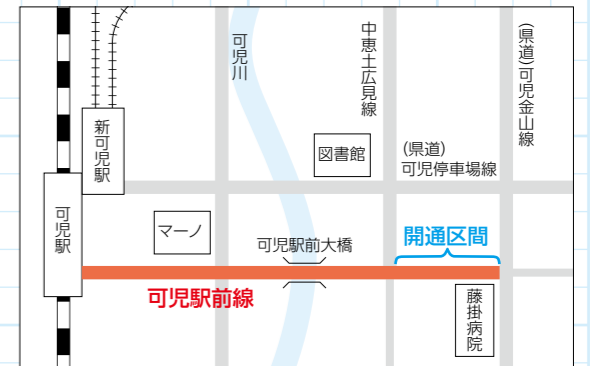 可児川
中恵土広見線
(県道)可児金山線
新可児駅
図書館
(県道)
可児停車場線
可児駅
マーノ
可児駅前大橋
開通区間
可児駅前線
藤掛病院